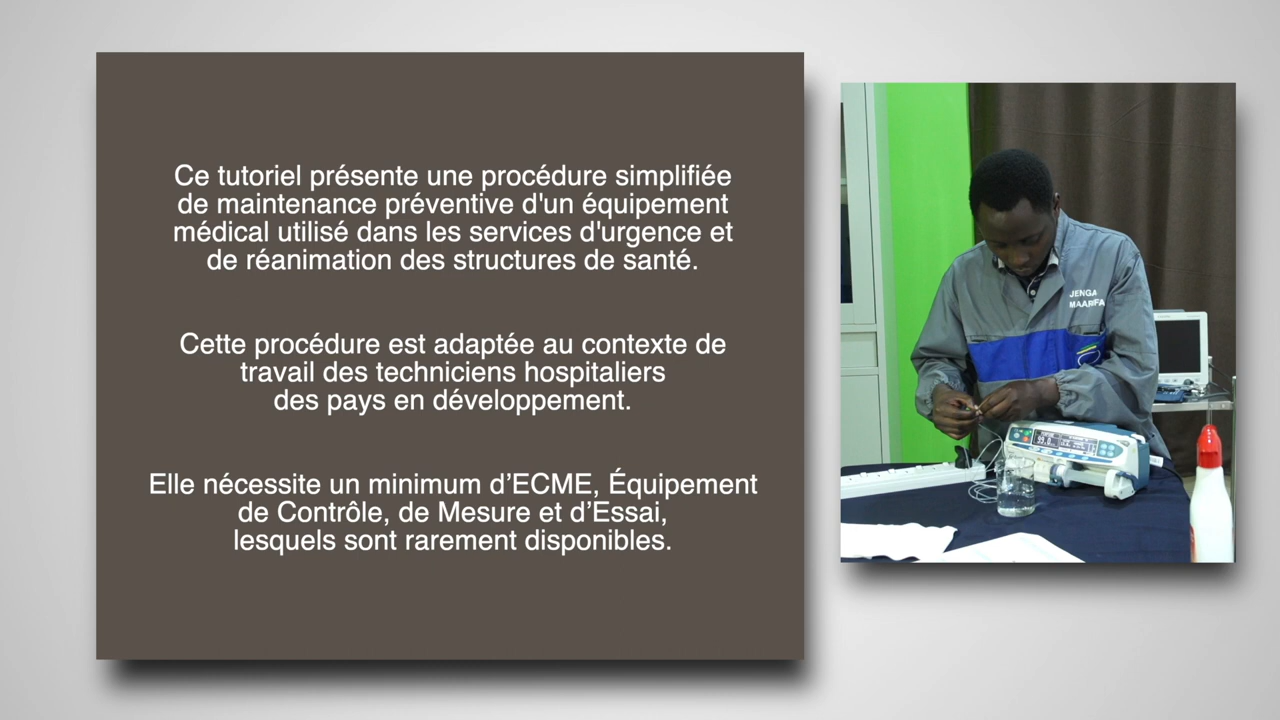 Ce tutoriel présente une procédure simplifiée
de maintenance préventive d'un équipement
médical utilisé dans les services d'urgence et
de réanimation des structures de santé.
Cette procédure est adaptée au contexte de
travail des techniciens hospitaliers
des pays en développement.
Elle nécessite un minimum d’ECME, Équipement
de Contrôle, de Mesure et d’Essai,
lesquels sont rarement disponibles.
JENGA
MAARIFA